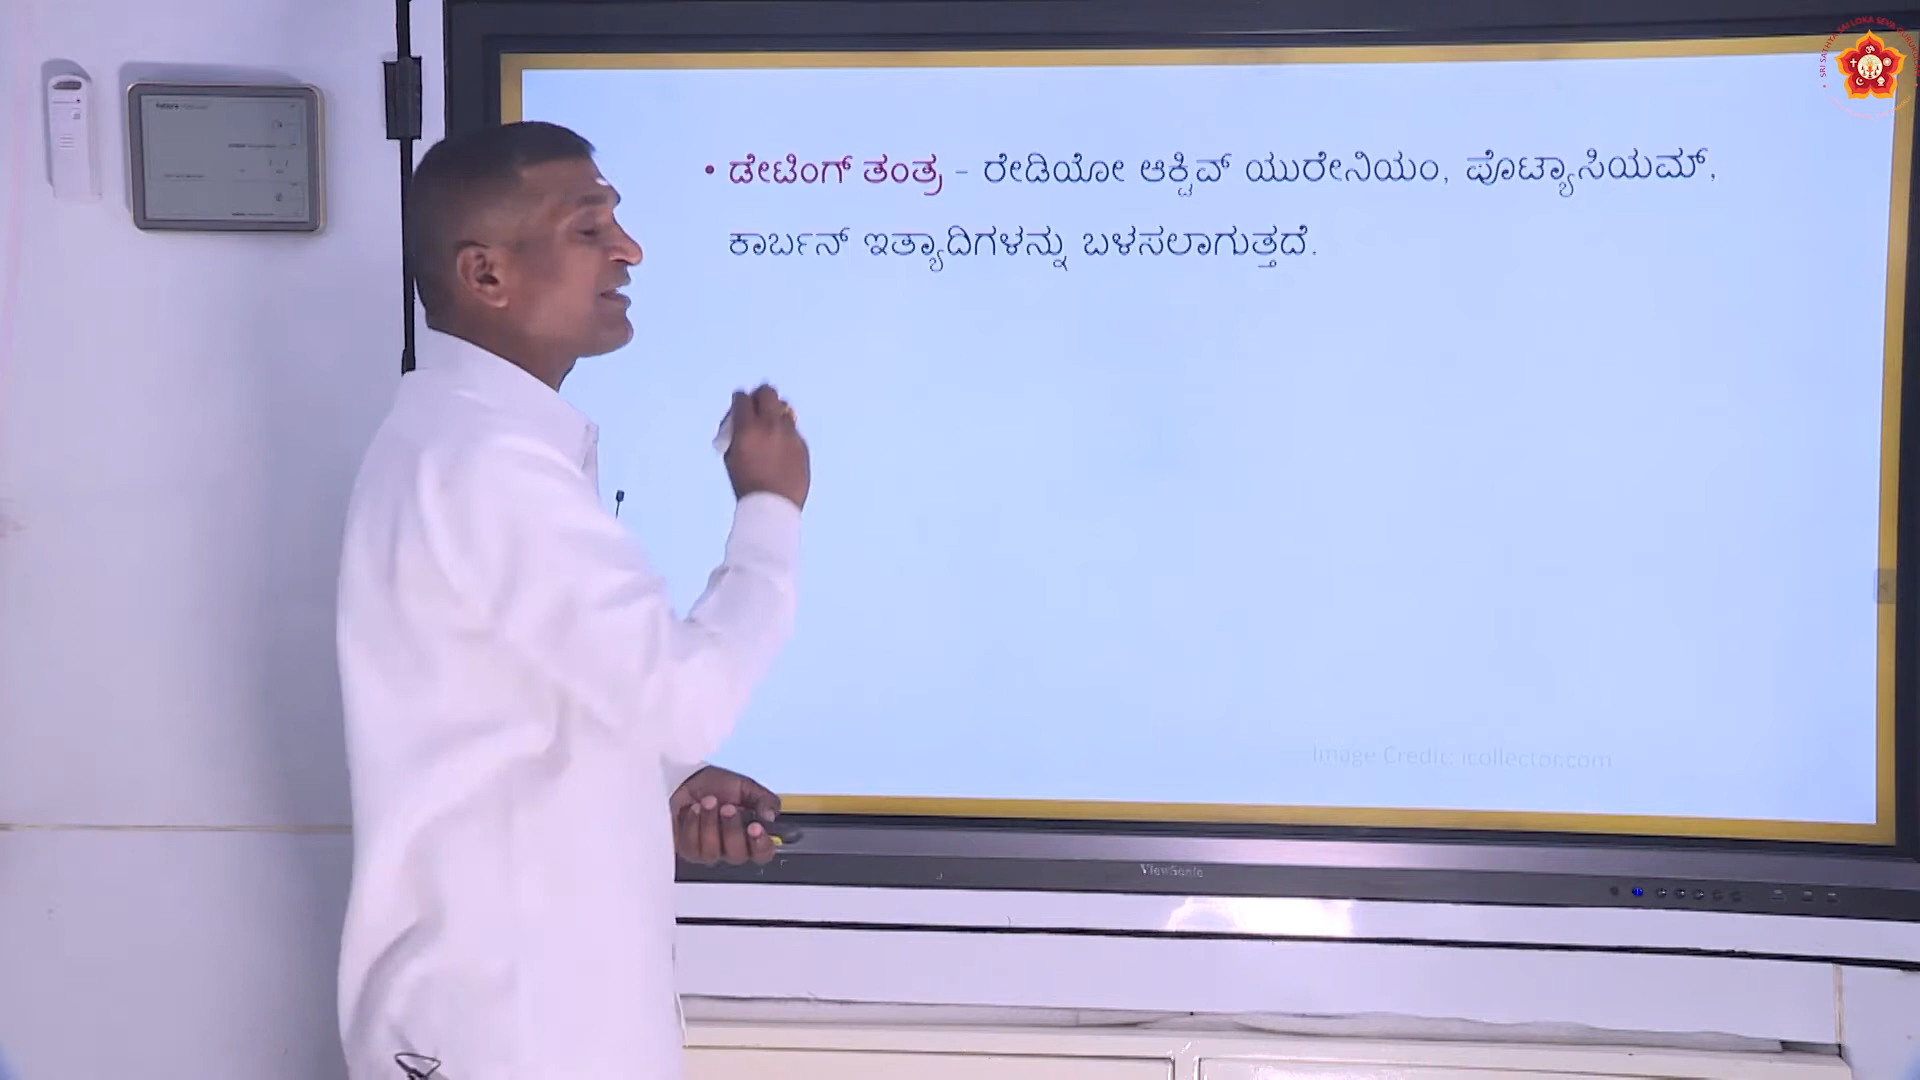 • ಡೇಟಿಂಗ್ ತಂತ್ರ - ರೇಡಿಯೋ ಆಕ್ಟಿವ್ ಯುರೇನಿಯಂ, ಪೊಟ್ಯಾಸಿಯಮ್,
ಕಾರ್ಬನ್ ಇತ್ಯಾದಿಗಳನ್ನು ಬಳಸಲಾಗುತ್ತದೆ.
Image Credit: icollector.com
ViewSonic